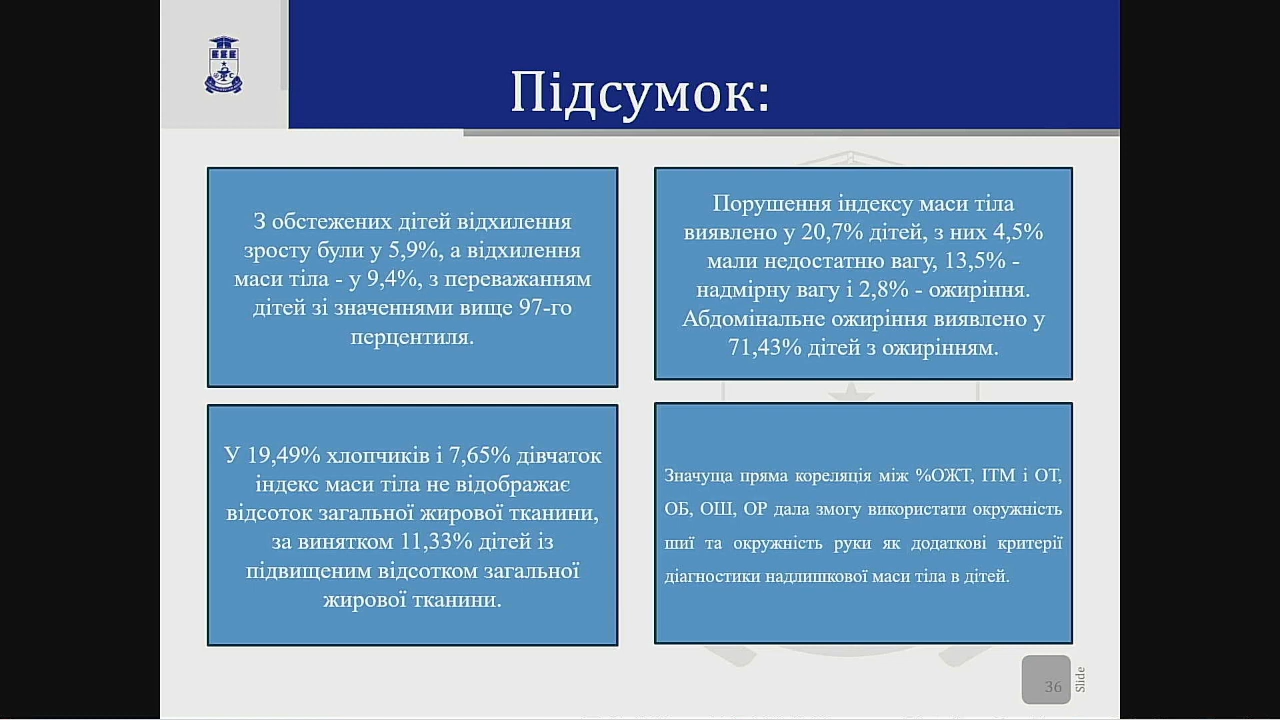 Підсумок:
З обстежених дітей відхилення
зросту були у 5,9%, а відхилення
маси тіла - у 9,4%, з переважанням
дітей зі значеннями вище 97-го
перцентиля.
Порушення індексу маси тіла
виявлено у 20,7% дітей, з них 4,5%
мали недостатню вагу, 13,5% -
надмірну вагу і 2,8% - ожиріння.
Абдомінальне ожиріння виявлено у
71,43% дітей з ожирінням.
У 19,49% хлопчиків і 7,65% дівчаток
індекс маси тіла не відображає
відсоток загальної жирової тканини,
за винятком 11,33% дітей із
підвищеним відсотком загальної
жирової тканини.
Значуща пряма кореляція між %ОЖТ, ІТМ і ОТ,
ОБ, ОШ, ОР дала змогу використати окружність
шиї та окружність руки як додаткові критерії
діагностики надлишкової маси тіла в дітей.
36
Slide